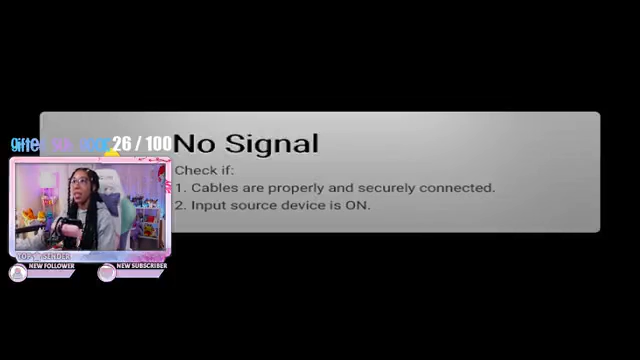 26 / 100
No Signal
Check if:
1. Cables are properly and securely connected.
2. Input source device is ON.
NEW FOLLOWER
NEW SUBSCRIBER